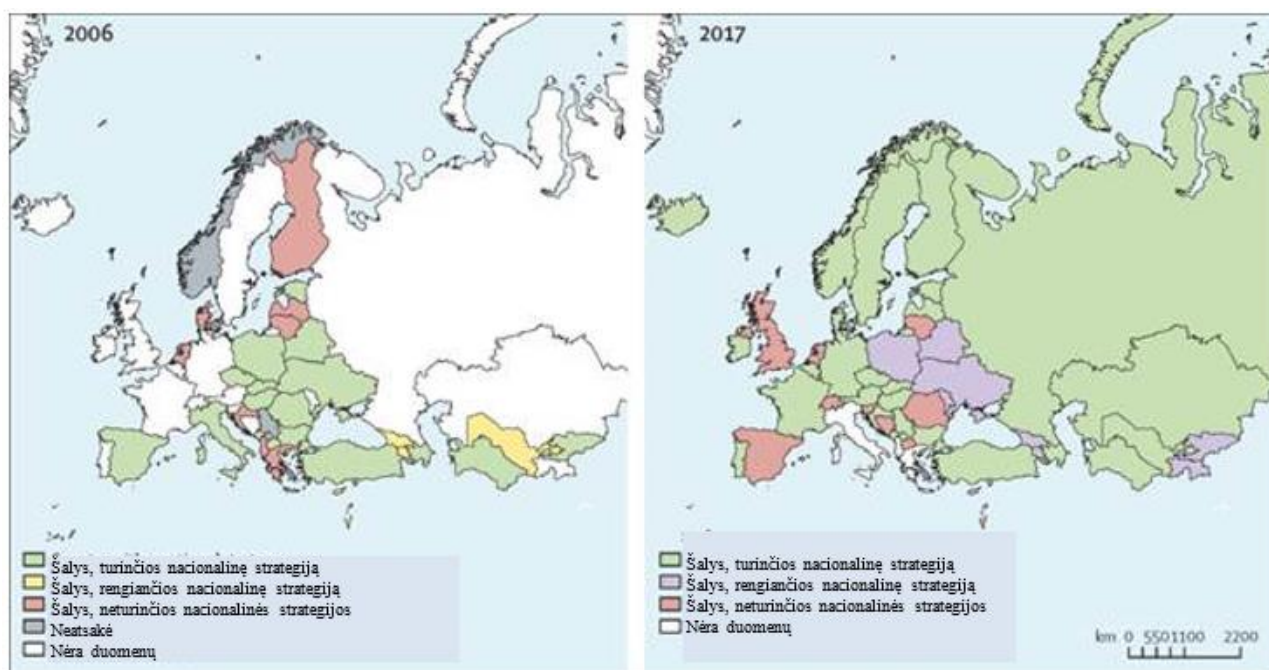 2006
Šalys, turinčios nacionalinę strategiją
Šalys, rengiančios nacionalinę strategiją
Šalys, neturinčios nacionalinės strategijos
Neatsakė
Nėra duomenų
2017
Šalys, turinčios nacionalinę strategiją
Šalys, rengiančios nacionalinę strategiją
Šalys, neturinčios nacionalinės strategijos
Nėra duomenų
km 0 550 1100 2200